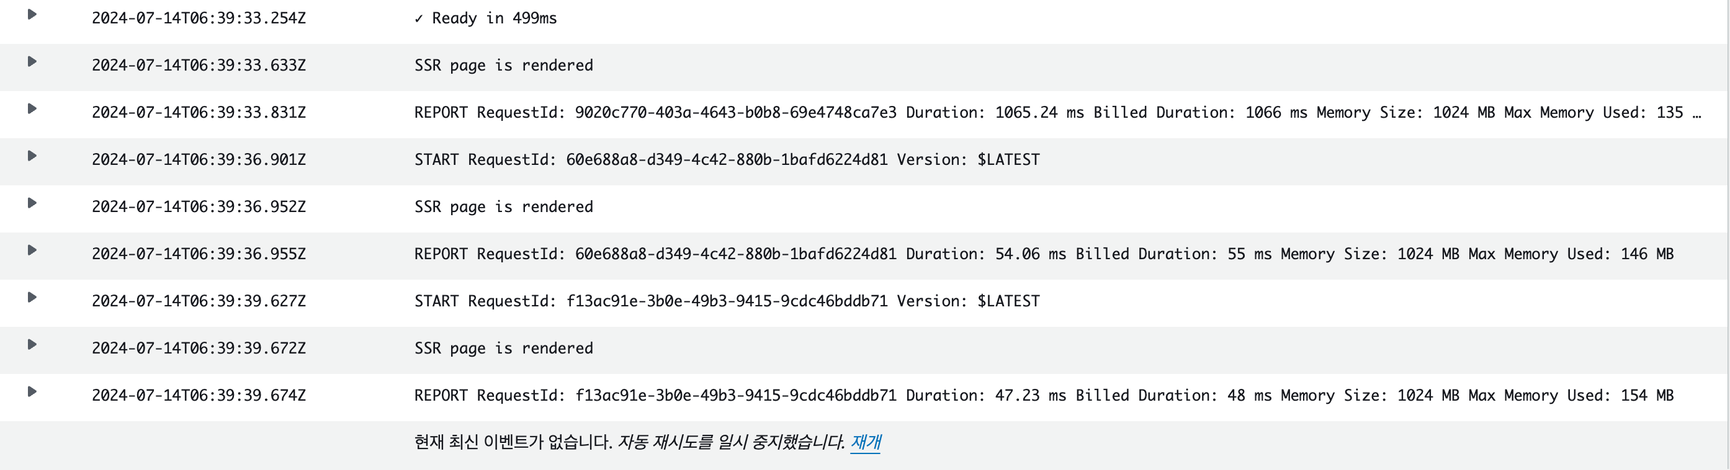 2024-07-14T06:39:33.254Z ✓ Ready in 499ms
2024-07-14T06:39:33.633Z SSR page is rendered
2024-07-14T06:39:33.831Z REPORT RequestId: 9020c770-403a-4643-b0b8-69e4748ca7e3 Duration: 1065.24 ms Billed Duration: 1066 ms Memory Size: 1024 MB Max Memory Used: 135 …
2024-07-14T06:39:36.901Z START RequestId: 60e688a8-d349-4c42-880b-1bafd6224d81 Version: $LATEST
2024-07-14T06:39:36.952Z SSR page is rendered
2024-07-14T06:39:36.955Z REPORT RequestId: 60e688a8-d349-4c42-880b-1bafd6224d81 Duration: 54.06 ms Billed Duration: 55 ms Memory Size: 1024 MB Max Memory Used: 146 MB
2024-07-14T06:39:39.627Z START RequestId: f13ac91e-3b0e-49b3-9415-9cdc46bddb71 Version: $LATEST
2024-07-14T06:39:39.672Z SSR page is rendered
2024-07-14T06:39:39.674Z REPORT RequestId: f13ac91e-3b0e-49b3-9415-9cdc46bddb71 Duration: 47.23 ms Billed Duration: 48 ms Memory Size: 1024 MB Max Memory Used: 154 MB
현재 최신 이벤트가 없습니다. 자동 재시도를 일시 중지했습니다. 재개